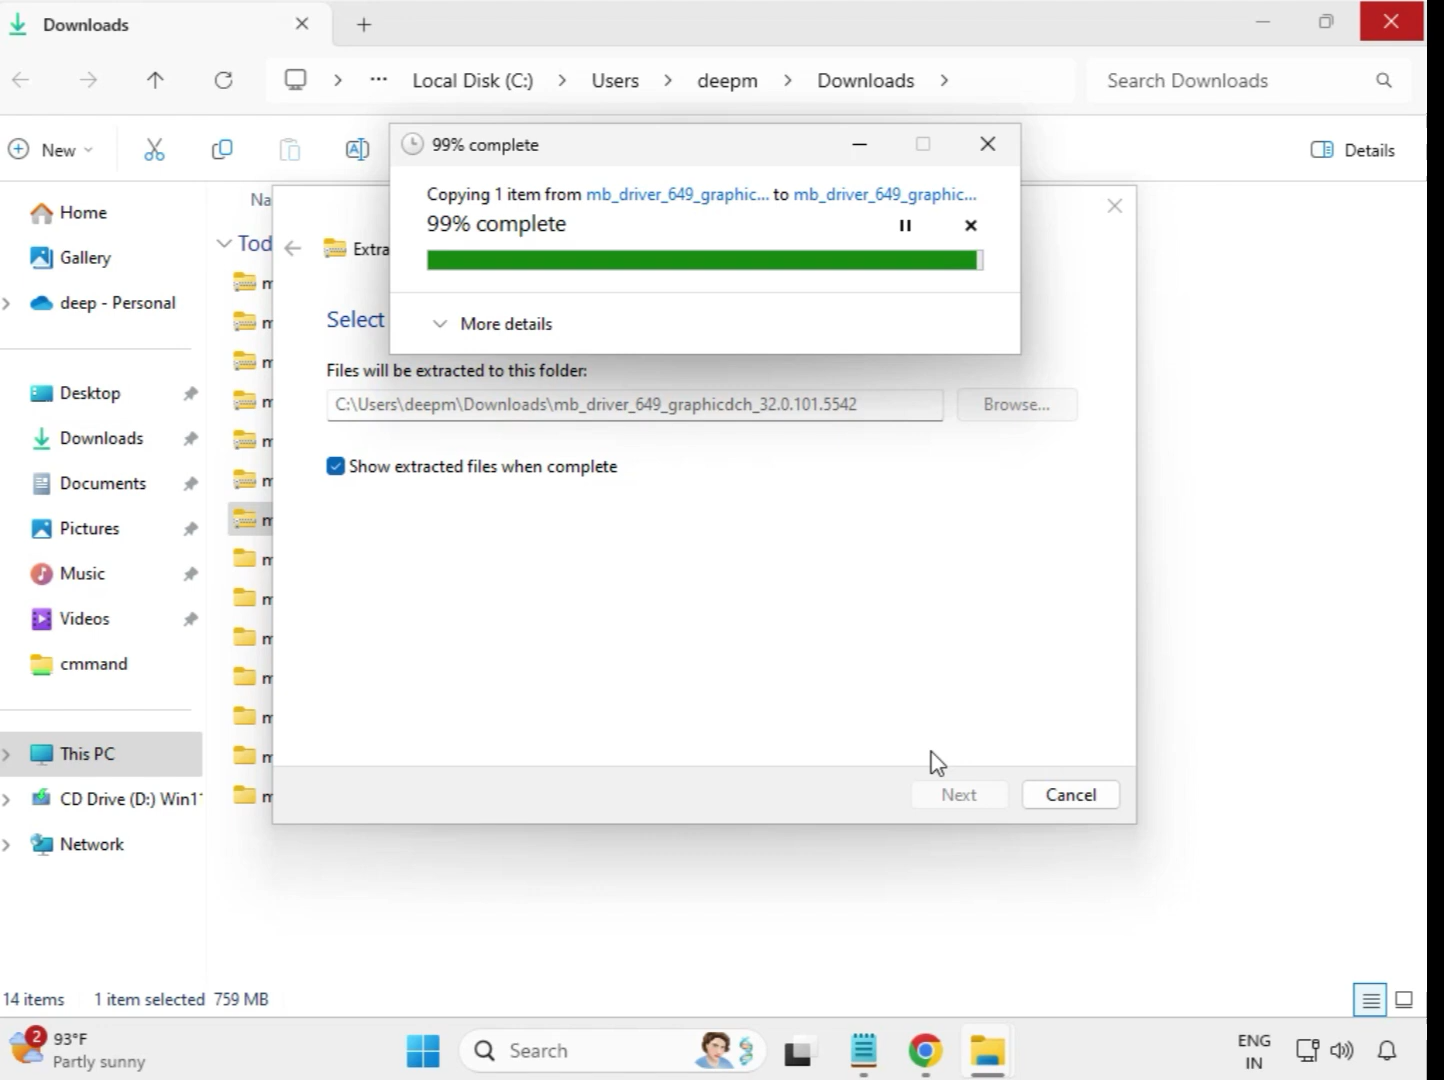 Downloads
Local Disk (C:)
Users
deepm
Downloads
Search Downloads
New
99% complete
Details
Copying 1 item from mb_driver_649_graphic... to mb_driver_649_graphic...
99% complete
More details
Home
Gallery
deep - Personal
Desktop
Downloads
Documents
Pictures
Music
Videos
cmmand
This PC
CD Drive (D:) Win1
Network
Na
Tod
Extra
Select
Files will be extracted to this folder:
C:\Users\deepm\Downloads\mb_driver_649_graphicdch_32.0.101.5542
Browse...
Show extracted files when complete
Next
Cancel
14 items
1 item selected 759 MB
2
93°F
Partly sunny
Search
ENG
IN